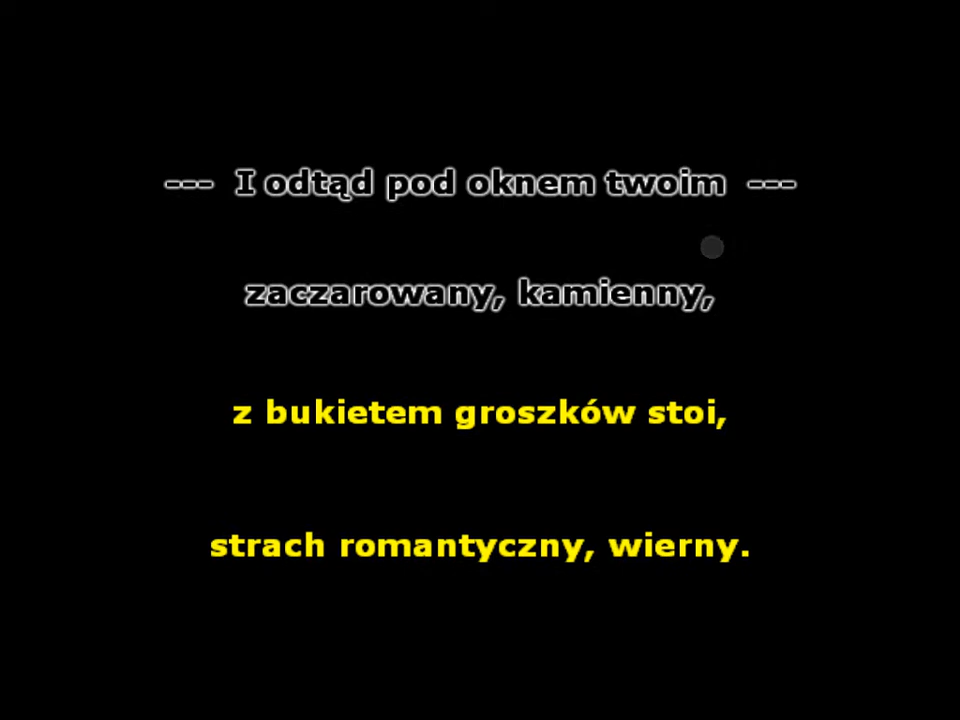 --- I odtąd pod oknem twoim ---
zaczarowany, kamienny,
z bukietem groszków stoi,
strach romantyczny, wierny.